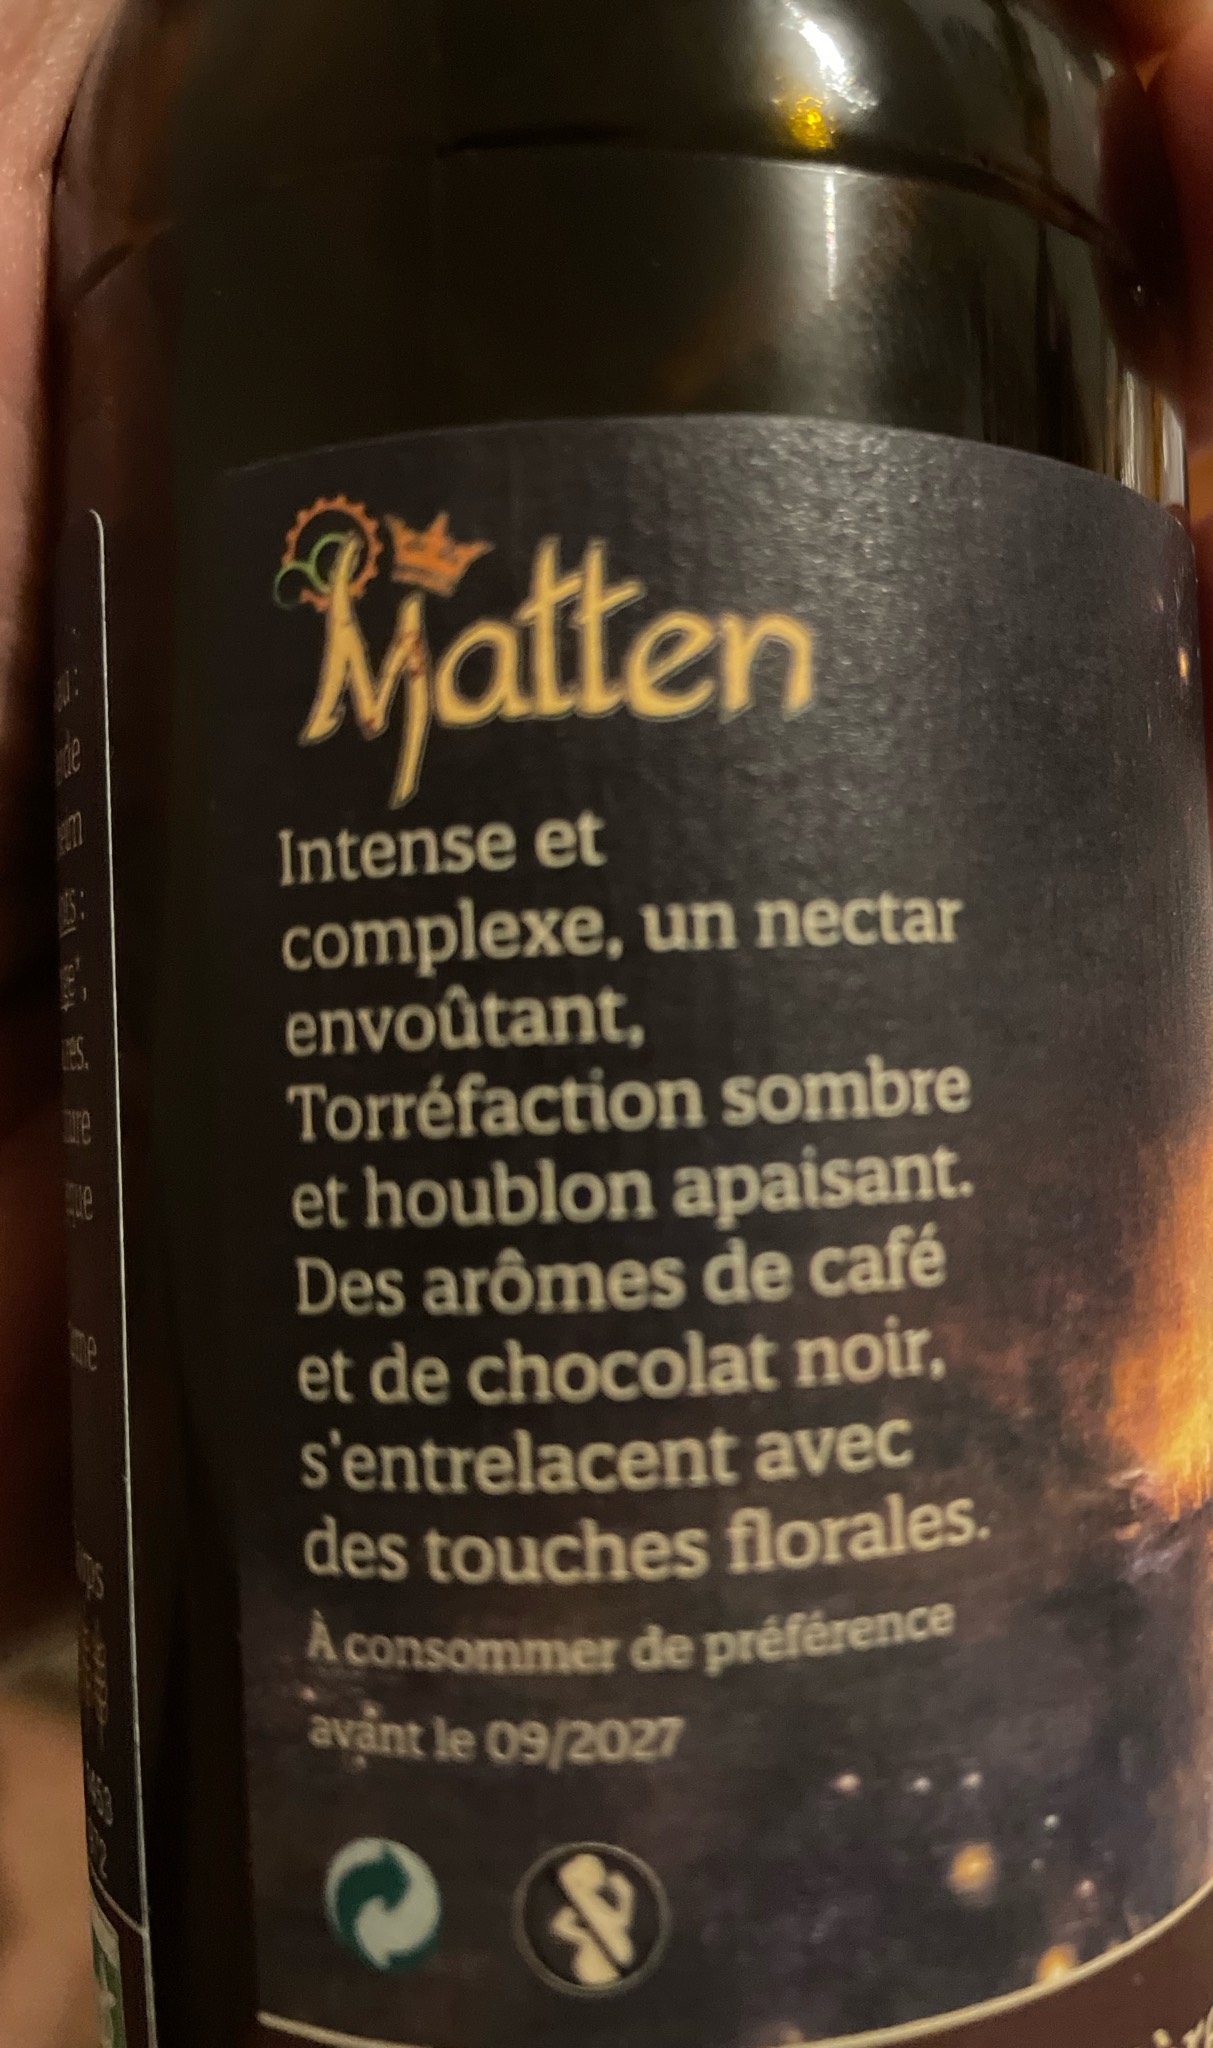 Matten
Intense et
complexe, un nectar
envoûtant,
Torréfaction sombre
et houblon apaisant.
Des arômes de café
et de chocolat noir,
s'entrelacent avec
des touches florales.
À consommer de préférence
avant le 09/2027